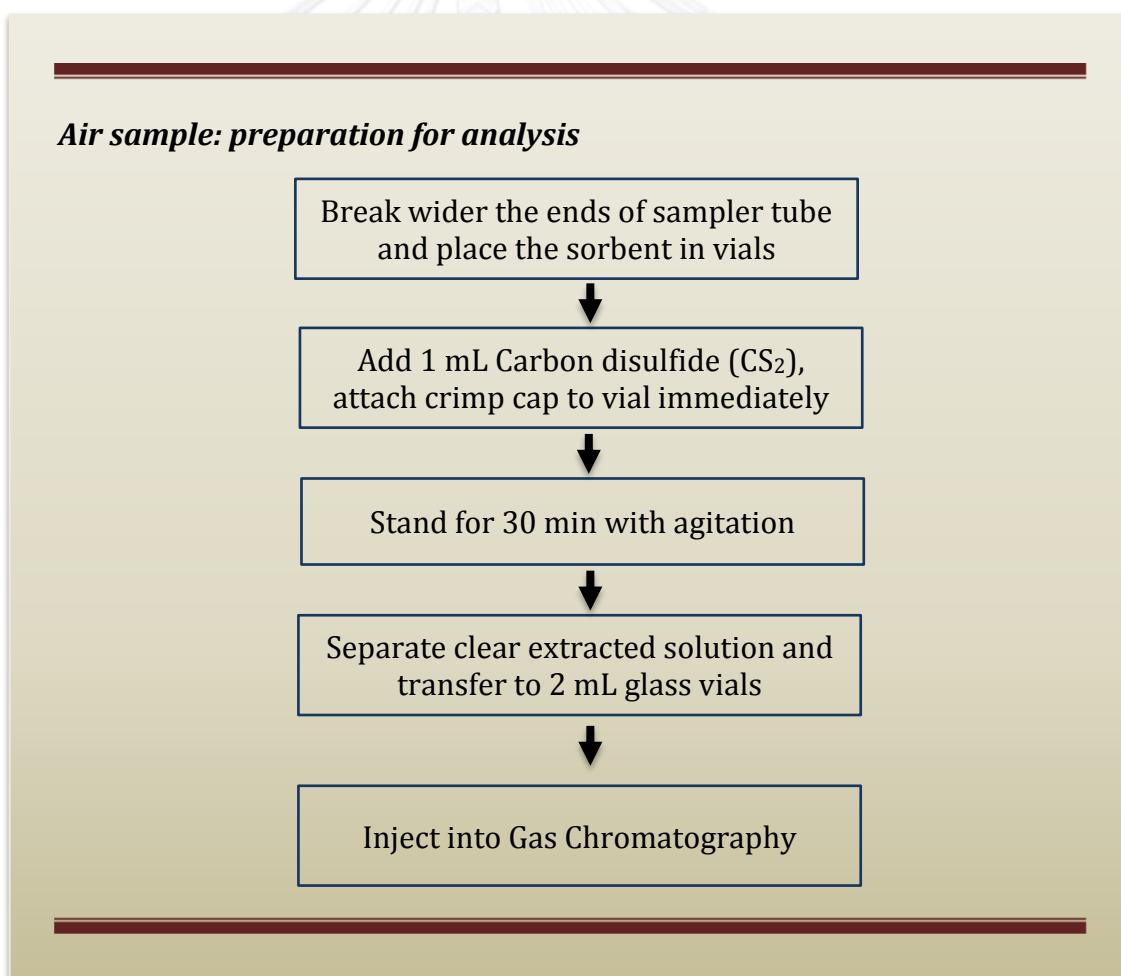 Air sample: preparation for analysis
Break wider the ends of sampler tube
and place the sorbent in vials
Add 1 mL Carbon disulfide (CS₂),
attach crimp cap to vial immediately
Stand for 30 min with agitation
Separate clear extracted solution and
transfer to 2 mL glass vials
Inject into Gas Chromatography